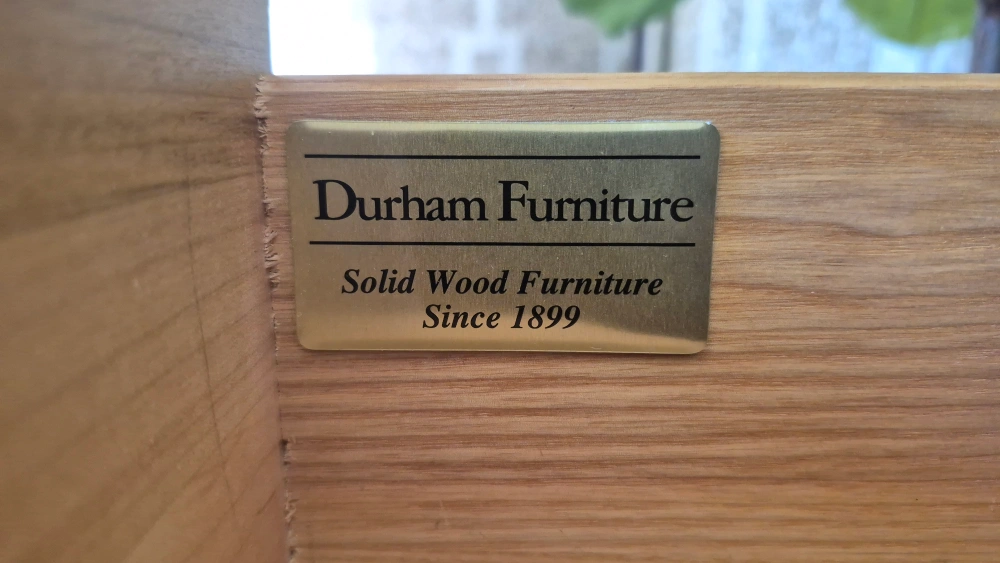 Durham Furniture
Solid Wood Furniture
Since 1899